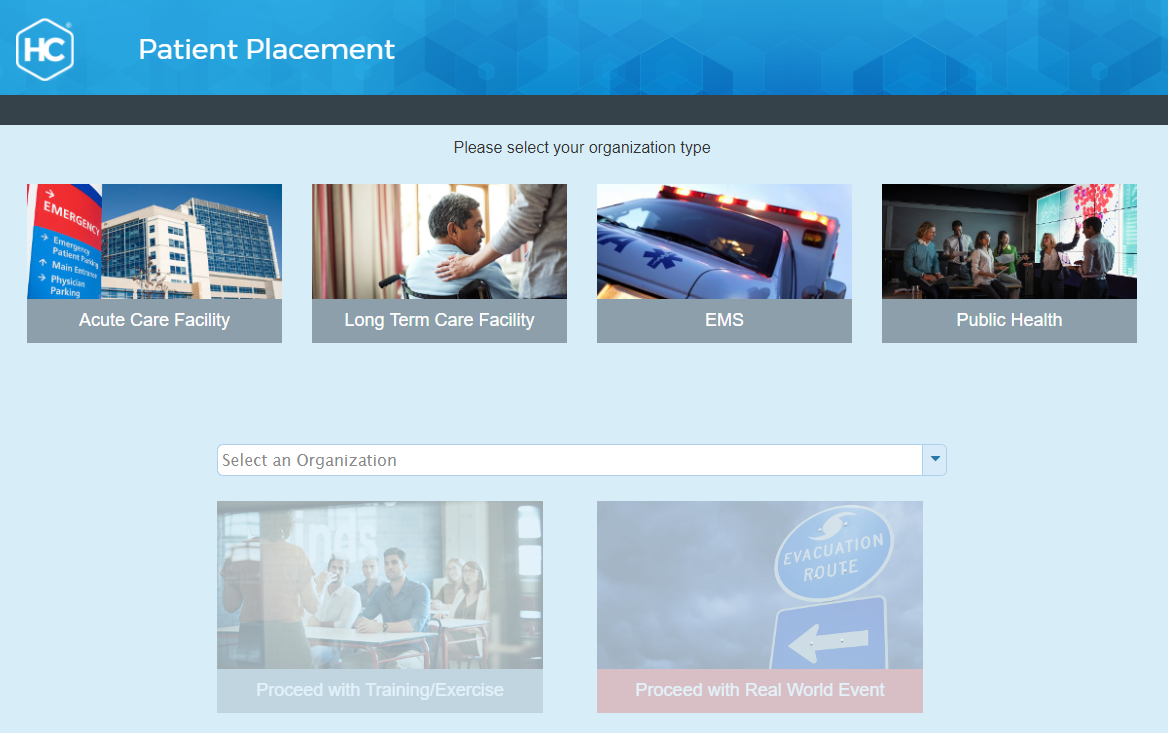 HC®
Patient Placement
Please select your organization type
EMERGENCY
Emergency
Patient Parking
Main Entrance
Physician
Parking
Acute Care Facility
Long Term Care Facility
EMS
Public Health
Select an Organization
EVACUATION
ROUTE
Proceed with Training/Exercise
Proceed with Real World Event